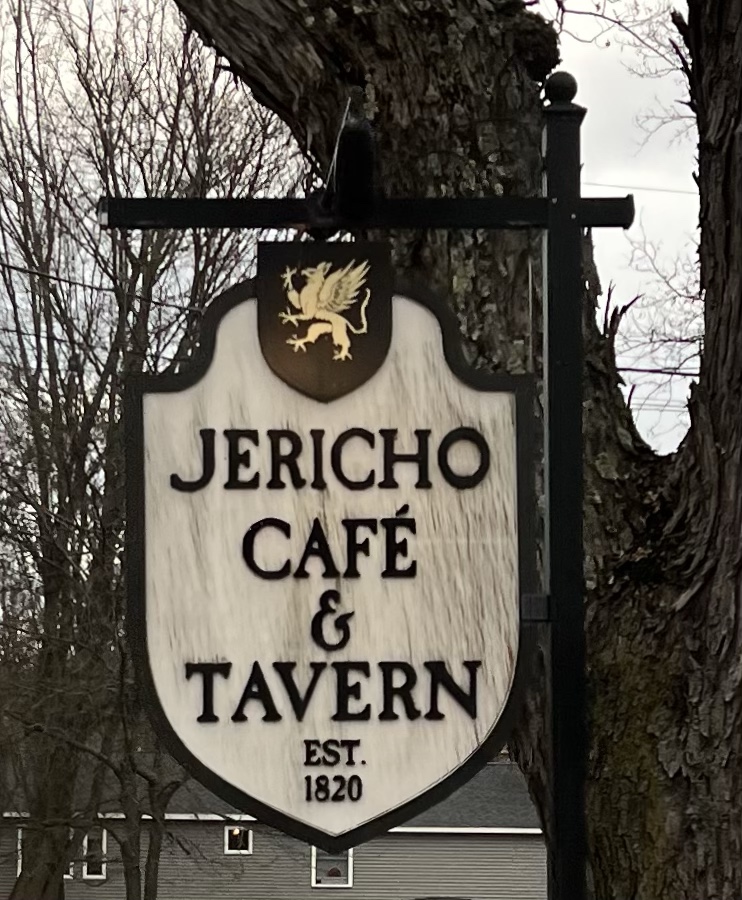 JERICHO
CAFÉ
&
TAVERN
EST.
1820